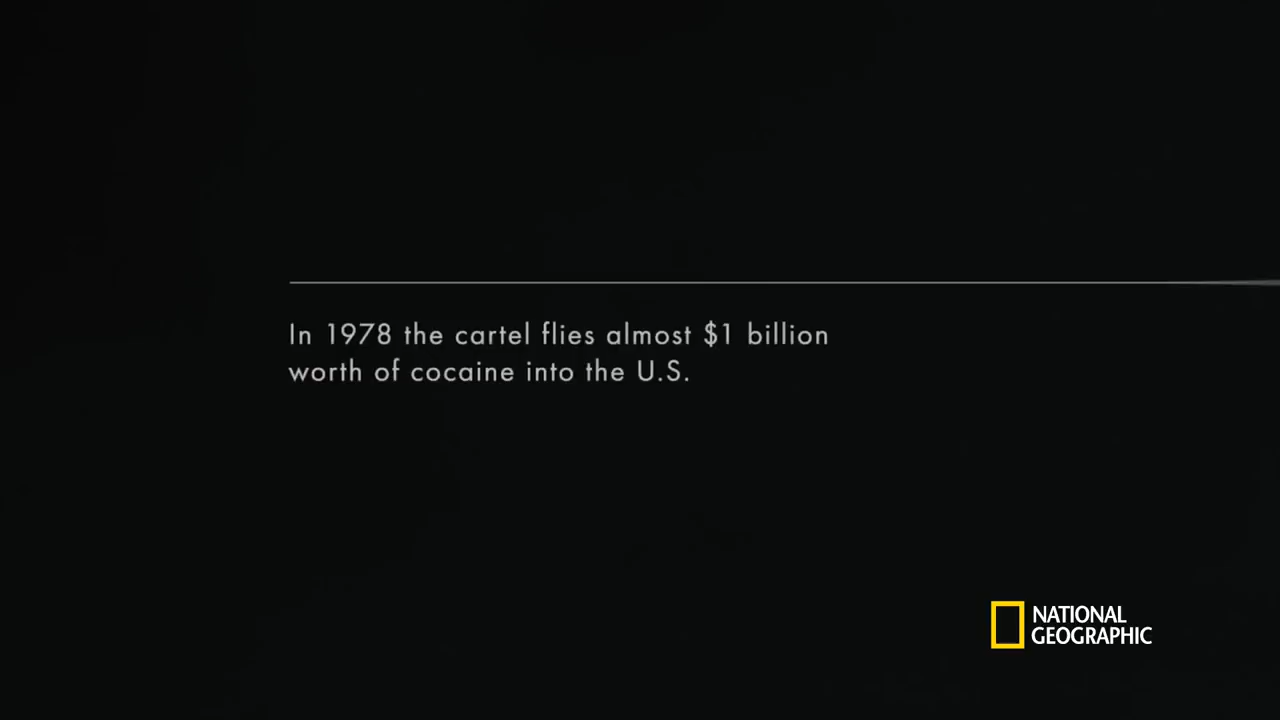 In 1978 the cartel flies almost $1 billion
worth of cocaine into the U.S.
NATIONAL
GEOGRAPHIC